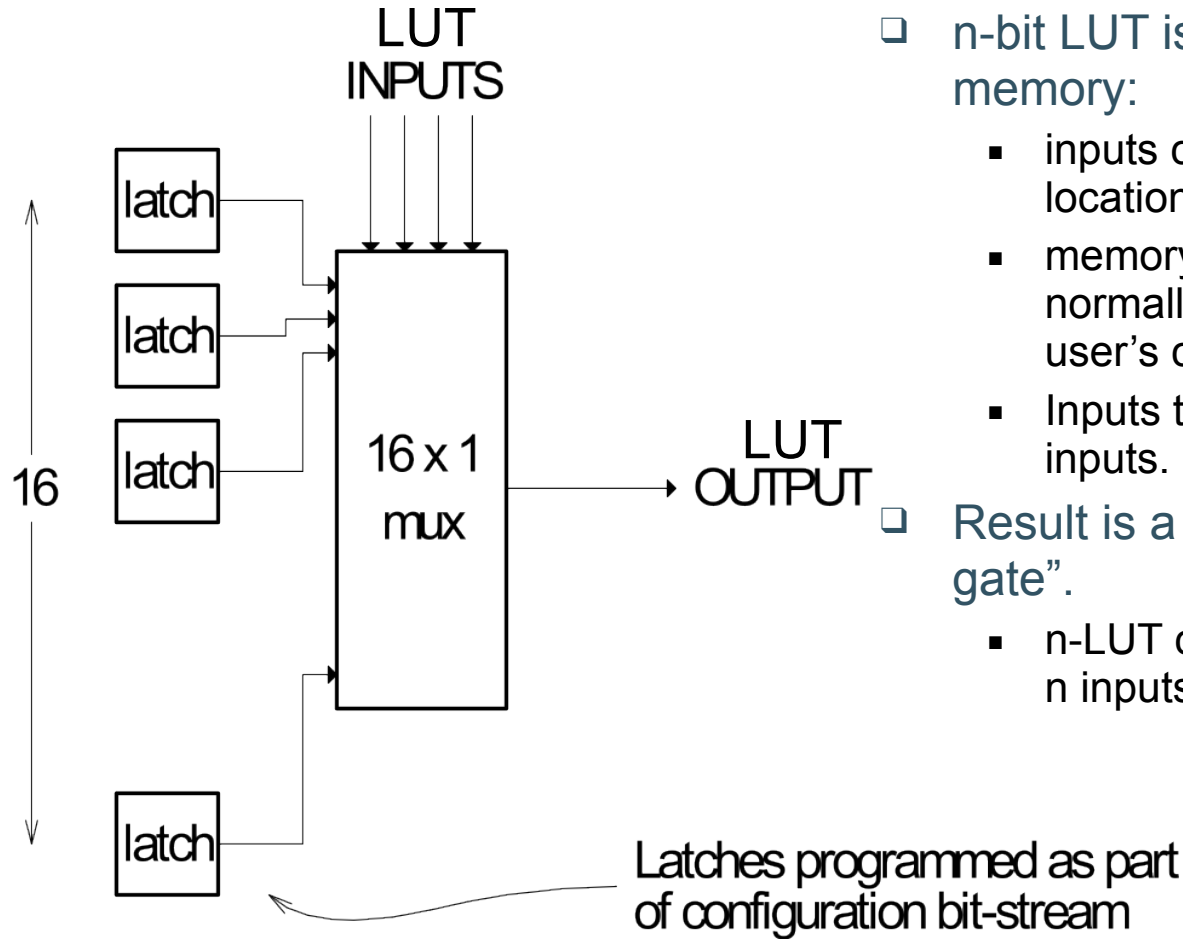 LUT
INPUTS
latch
latch
latch
latch
16
16 x 1
mux
LUT
OUTPUT
Latches programmed as part
of configuration bit-stream
❑ n-bit LUT is
memory:
▪ inputs
location
▪ memory
user's
▪ Inputs
inputs.
❑ Result is a
gate”.
▪ n-LUT
n inputs